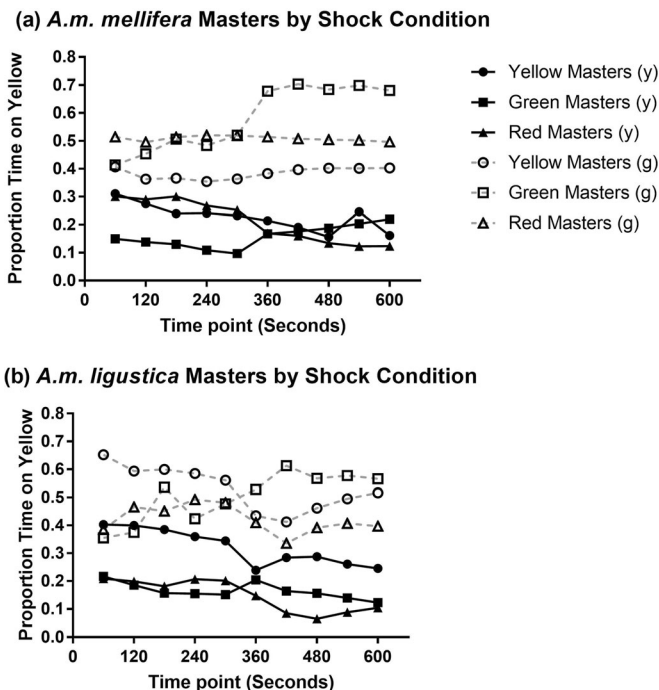 (a) A.m. mellifera Masters by Shock Condition
Proportion Time on Yellow
0.8
0.7
0.6
0.5
0.4
0.3
0.2
0.1
0.0
0 120 240 360 480 600
Time point (Seconds)
Yellow Masters (y)
Green Masters (y)
Red Masters (y)
Yellow Masters (g)
Green Masters (g)
Red Masters (g)
(b) A.m. ligustica Masters by Shock Condition
Proportion Time on Yellow
0.8
0.7
0.6
0.5
0.4
0.3
0.2
0.1
0.0
0 120 240 360 480 600
Time point (Seconds)